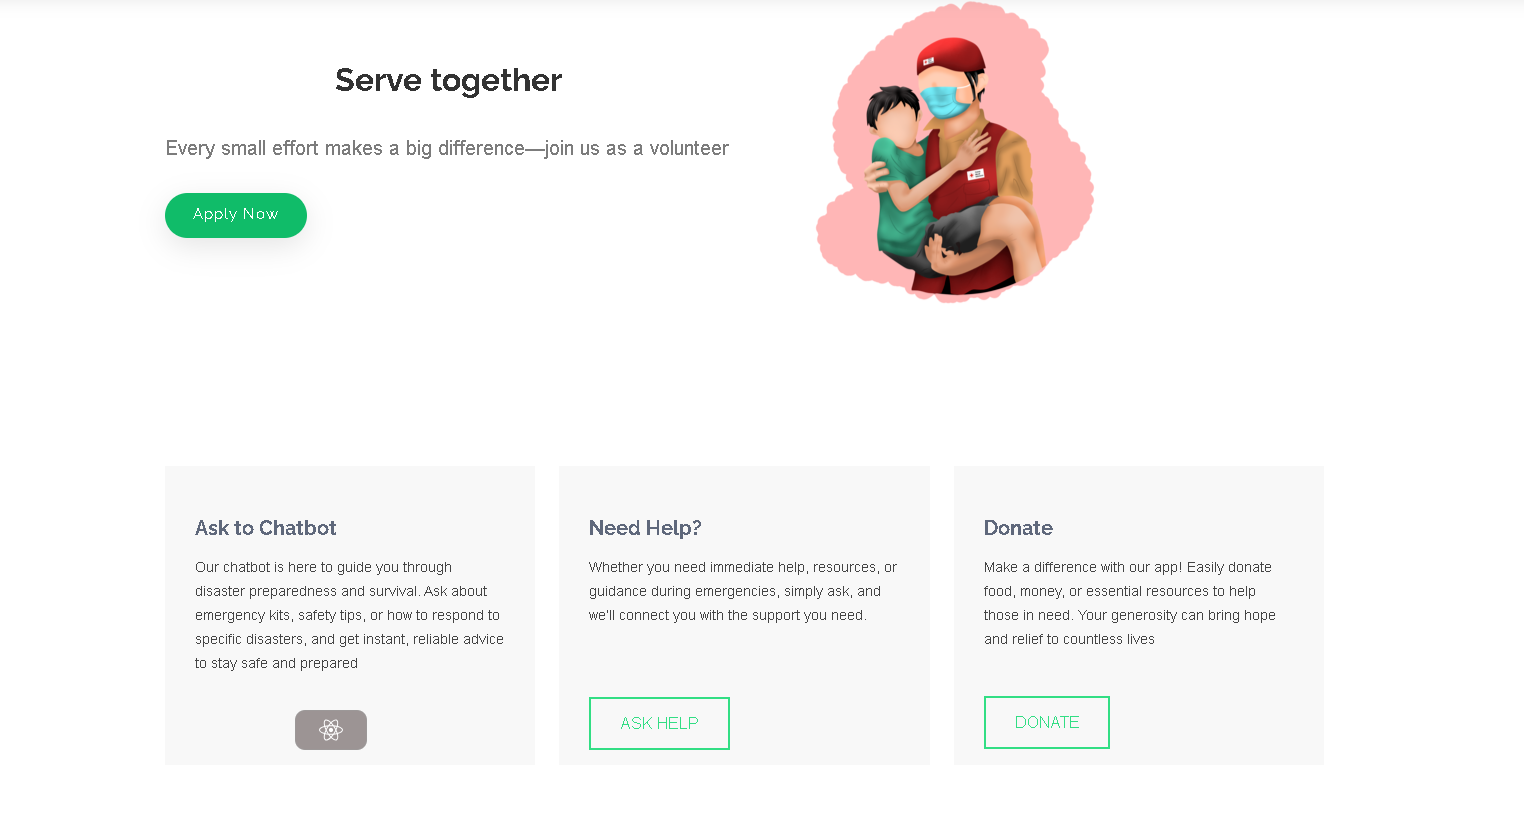 Serve together
Every small effort makes a big difference—join us as a volunteer
Apply Now
Ask to Chatbot
Our chatbot is here to guide you through
disaster preparedness and survival. Ask about
emergency kits, safety tips, or how to respond to
specific disasters, and get instant, reliable advice
to stay safe and prepared
Need Help?
Whether you need immediate help, resources, or
guidance during emergencies, simply ask, and
we'll connect you with the support you need.
ASK HELP
Donate
Make a difference with our app! Easily donate
food, money, or essential resources to help
those in need. Your generosity can bring hope
and relief to countless lives
DONATE